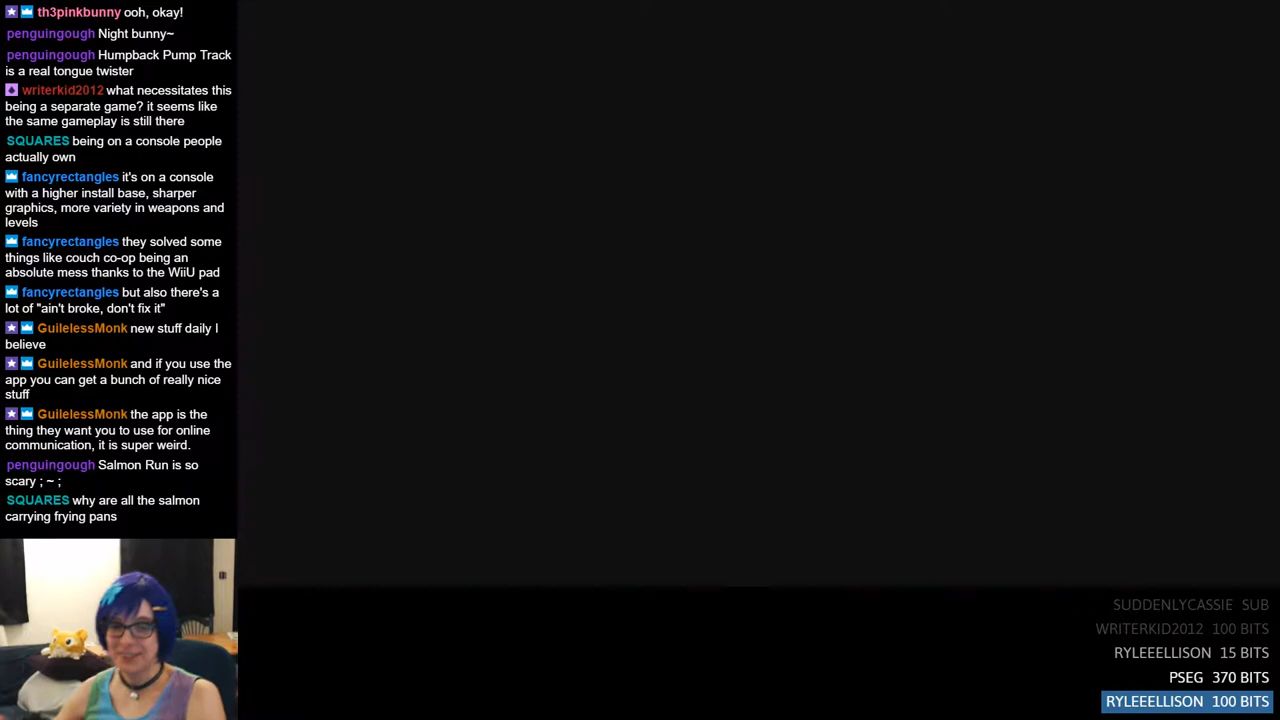 th3pinkbunny ooh, okay!
penguingough Night bunny~
penguingough Humpback Pump Track
is a real tongue twister
writerkid2012 what necessitates this
being a separate game? it seems like
the same gameplay is still there
SQUARES being on a console people
actually own
fancyrectangles it's on a console
with a higher install base, sharper
graphics, more variety in weapons and
levels
fancyrectangles they solved some
things like couch co-op being an
absolute mess thanks to the WiiU pad
fancyrectangles but also there's a
lot of "ain't broke, don't fix it"
GuilelessMonk new stuff daily I
believe
GuilelessMonk and if you use the
app you can get a bunch of really nice
stuff
GuilelessMonk the app is the
thing they want you to use for online
communication, it is super weird.
penguingough Salmon Run is so
scary ; ~ ;
SQUARES why are all the salmon
carrying frying pans
SUDDENLYCASSIE SUB
WRITERKID2012 100 BITS
RYLEEELLISON 15 BITS
PSEG 370 BITS
RYLEEELLISON 100 BITS